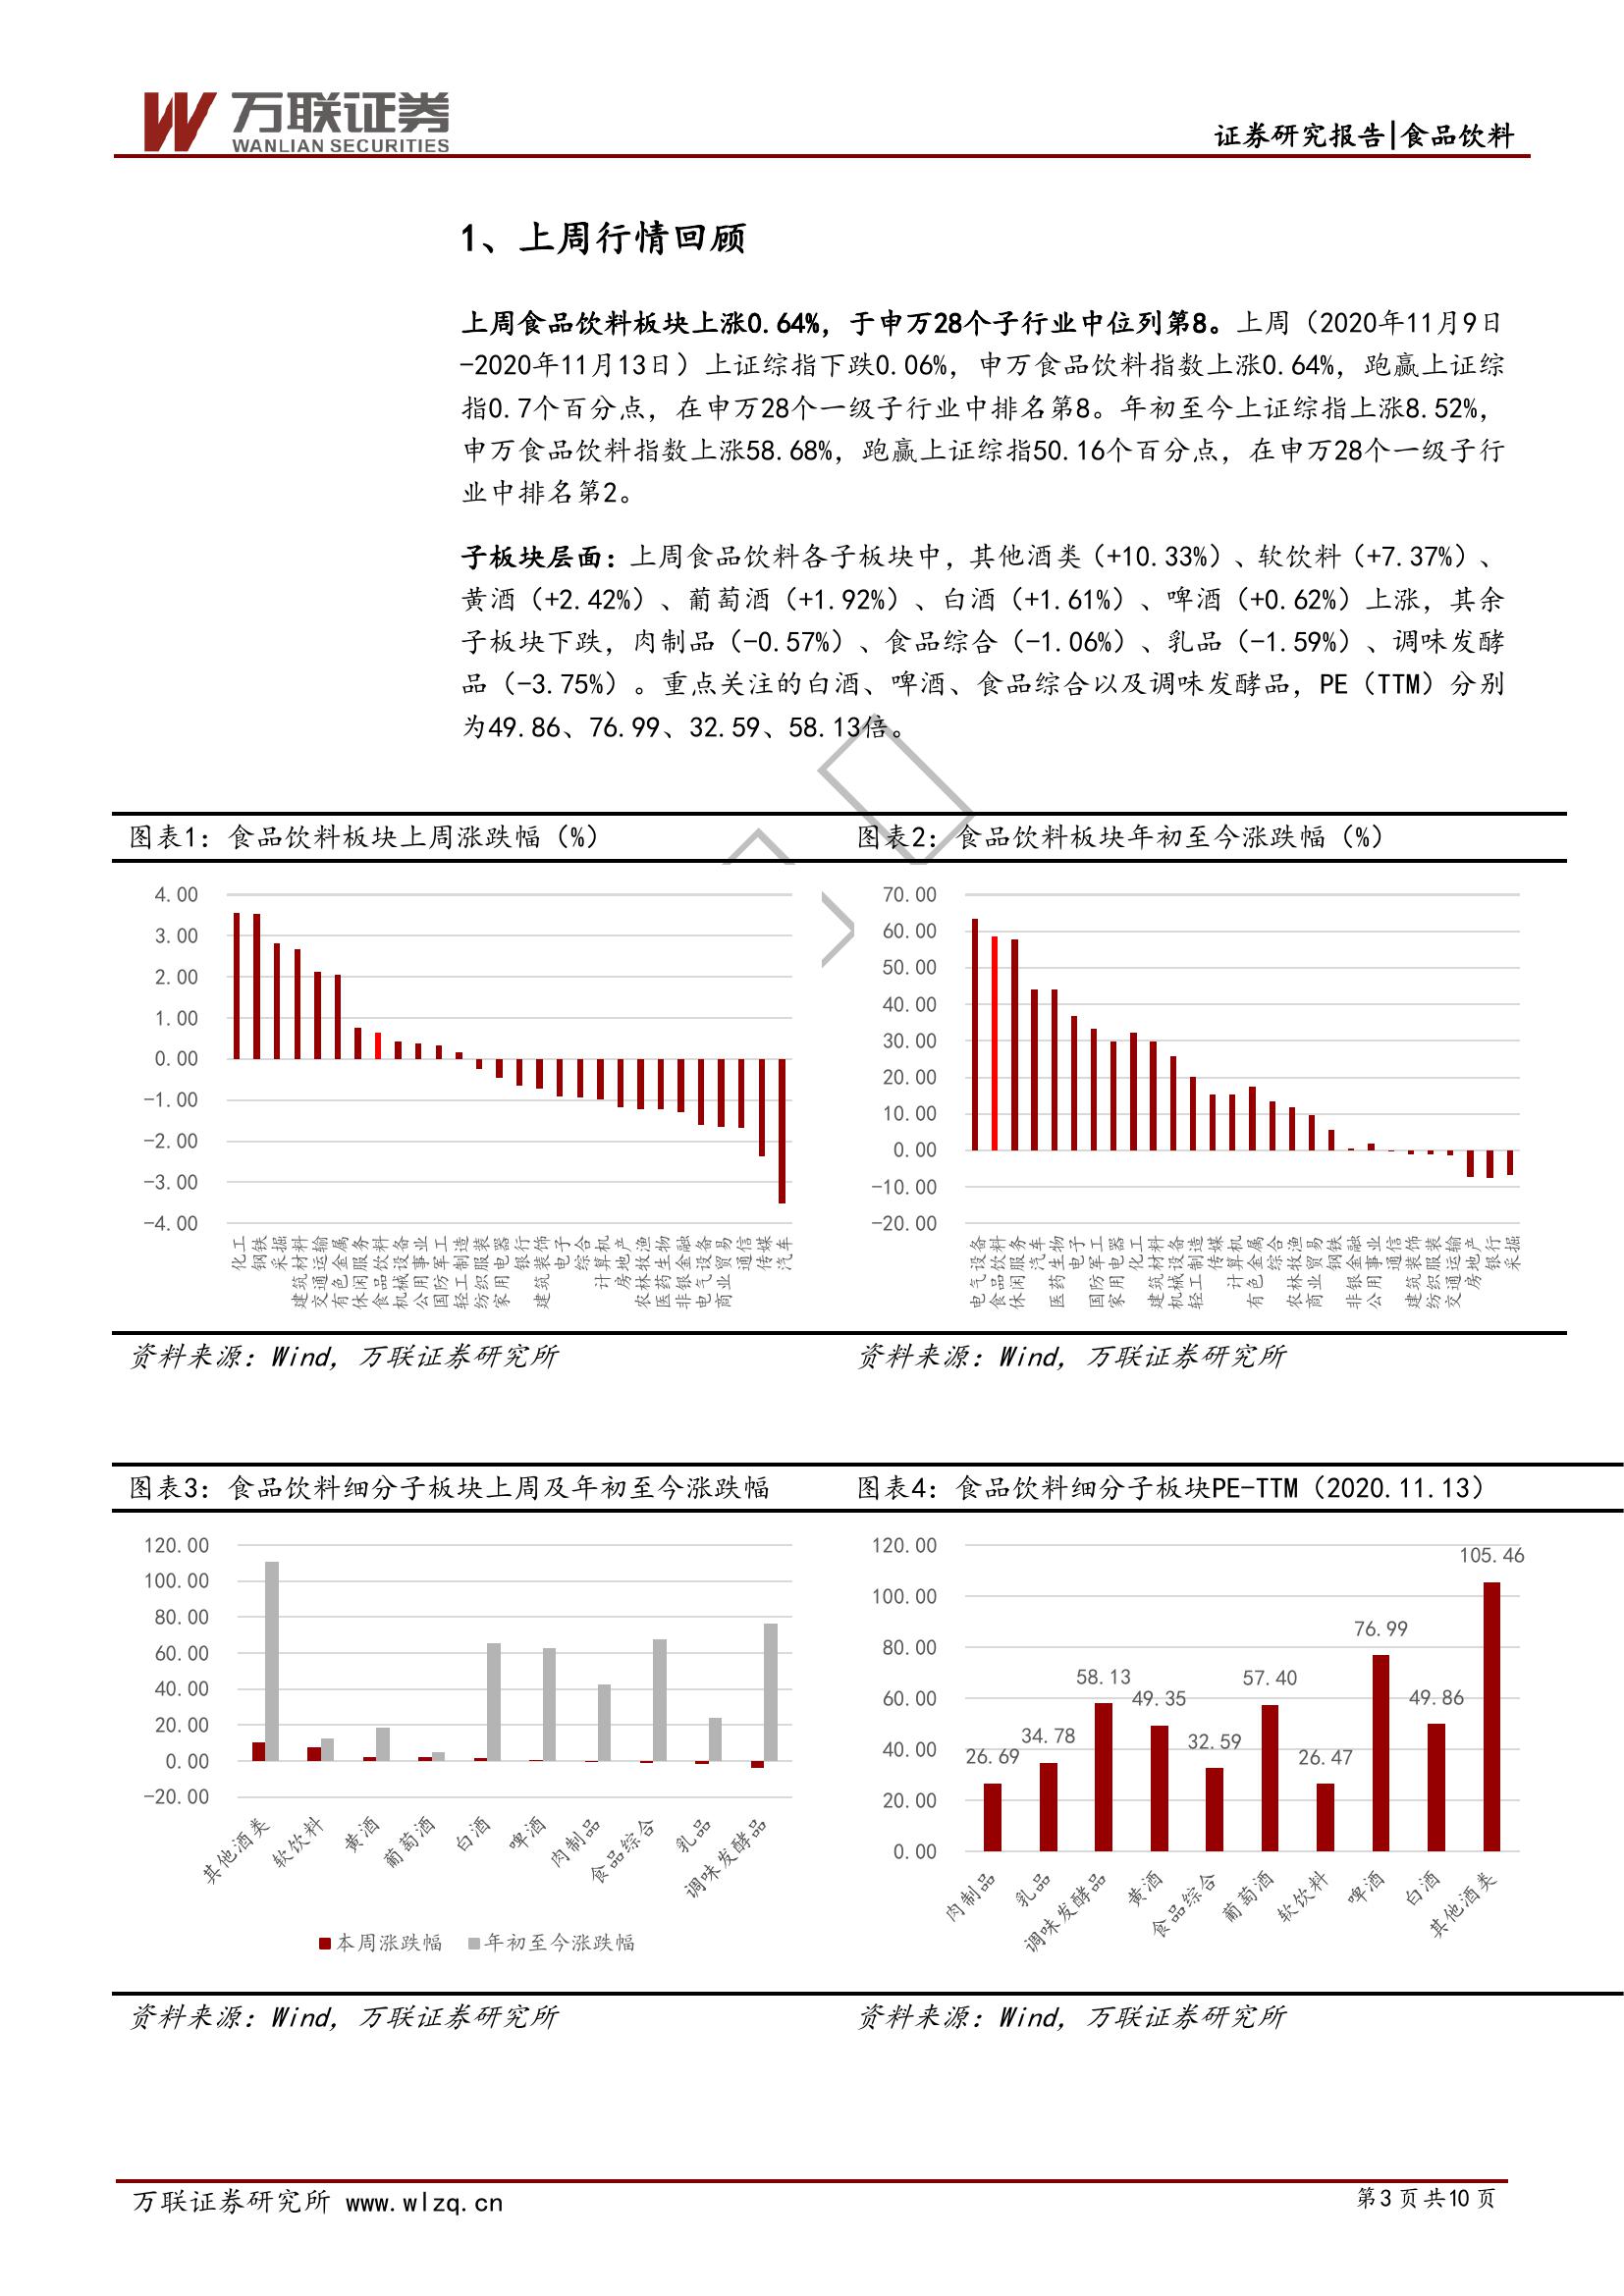 万联证券
WANLIAN SECURITIES
证券研究报告|食品饮料
1、上周行情回顾
上周食品饮料板块上涨0.64%，于申万28个子行业中位列第8。上周（2020年11月9日
-2020年11月13日）上证综指下跌0.06%，申万食品饮料指数上涨0.64%，跑赢上证综
指0.7个百分点，在申万28个一级子行业中排名第8。年初至今上证综指上涨8.52%，
申万食品饮料指数上涨58.68%，跑赢上证综指50.16个百分点，在申万28个一级子行
业中排名第2。
子板块层面：上周食品饮料各子板块中，其他酒类（+10.33%）、软饮料（+7.37%）、
黄酒（+2.42%）、葡萄酒（+1.92%）、白酒（+1.61%）、啤酒（+0.62%）上涨，其余
子板块下跌，肉制品（-0.57%）、食品综合（-1.06%）、乳品（-1.59%）、调味发酵
品（-3.75%）。重点关注的白酒、啤酒、食品综合以及调味发酵品，PE（TTM）分别
为49.86、76.99、32.59、58.13倍。
图表1：食品饮料板块上周涨跌幅（%）
4.00
3.00
2.00
1.00
0.00
-1.00
-2.00
-3.00
-4.00
化工
钢铁
采掘
建筑材料
交通运输
有色金属
休闲服务
食品饮料
机械设备
公用事业
国防军工
轻工制造
纺织服装
家用电器
银行
建筑装饰
电子
综合
计算机
房地产
农林牧渔
医药生物
非银金融
电气设备
商业贸易
通信
传媒
汽车
资料来源：Wind，万联证券研究所
图表2：食品饮料板块年初至今涨跌幅（%）
70.00
60.00
50.00
40.00
30.00
20.00
10.00
0.00
-10.00
-20.00
电气设备
食品饮料
休闲服务
汽车
医药生物
电子
国防军工
家用电器
化工
建筑材料
机械设备
轻工制造
传媒
计算机
有色金属
综合
农林牧渔
商业贸易
钢铁
非银金融
公用事业
通信
建筑装饰
纺织服装
交通运输
房地产
银行
采掘
资料来源：Wind，万联证券研究所
图表3：食品饮料细分子板块上周及年初至今涨跌幅
120.00
100.00
80.00
60.00
40.00
20.00
0.00
-20.00
其他酒类
软饮料
黄酒
葡萄酒
白酒
啤酒
肉制品
食品综合
乳品
调味发酵品
本周涨跌幅
年初至今涨跌幅
资料来源：Wind，万联证券研究所
图表4：食品饮料细分子板块PE-TTM（2020.11.13）
120.00
100.00
80.00
60.00
40.00
20.00
0.00
26.69
34.78
58.13
49.35
32.59
57.40
26.47
76.99
49.86
105.46
肉制品
乳品
调味发酵品
黄酒
食品综合
葡萄酒
软饮料
啤酒
白酒
其他酒类
资料来源：Wind，万联证券研究所
万联证券研究所 www.wlzq.cn
第3页共10页